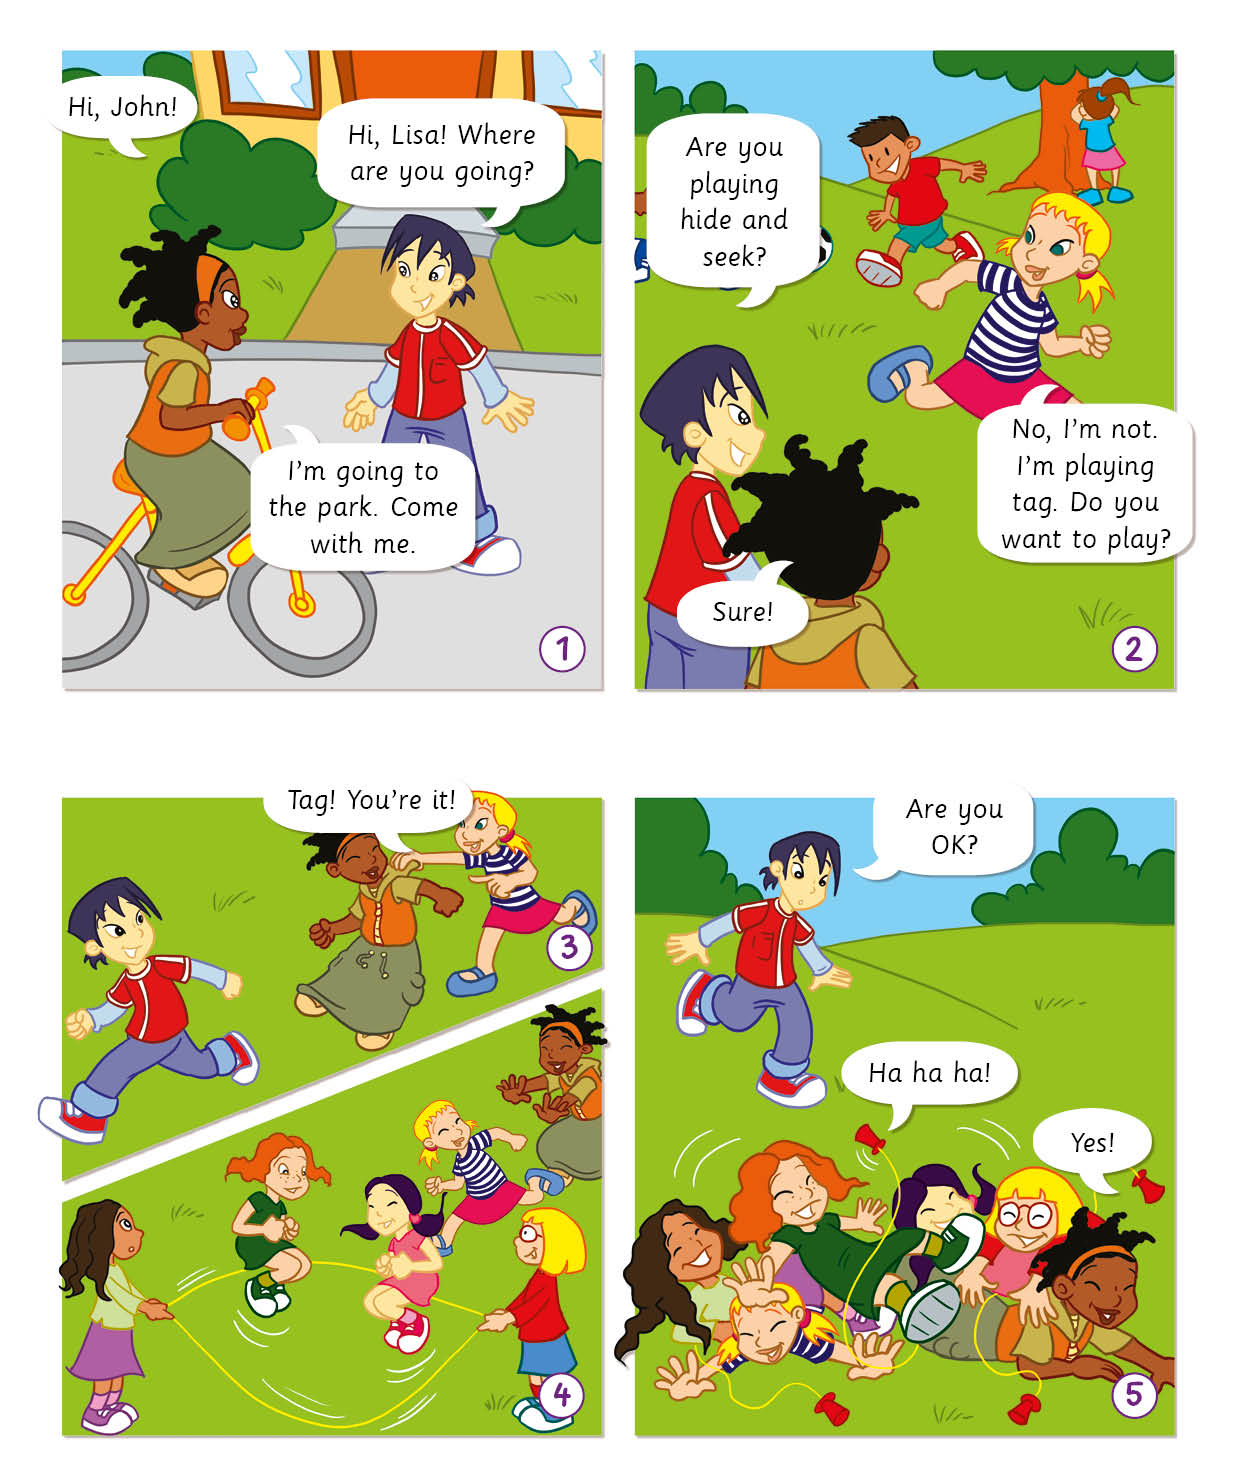 Hi, John!
Hi, Lisa! Where
are you going?
I'm going to
the park. Come
with me.
1
Are you
playing
hide and
seek?
No, I'm not.
I'm playing
tag. Do you
want to play?
Sure!
2
Tag! You're it!
3
4
Are you
OK?
Ha ha ha!
Yes!
5